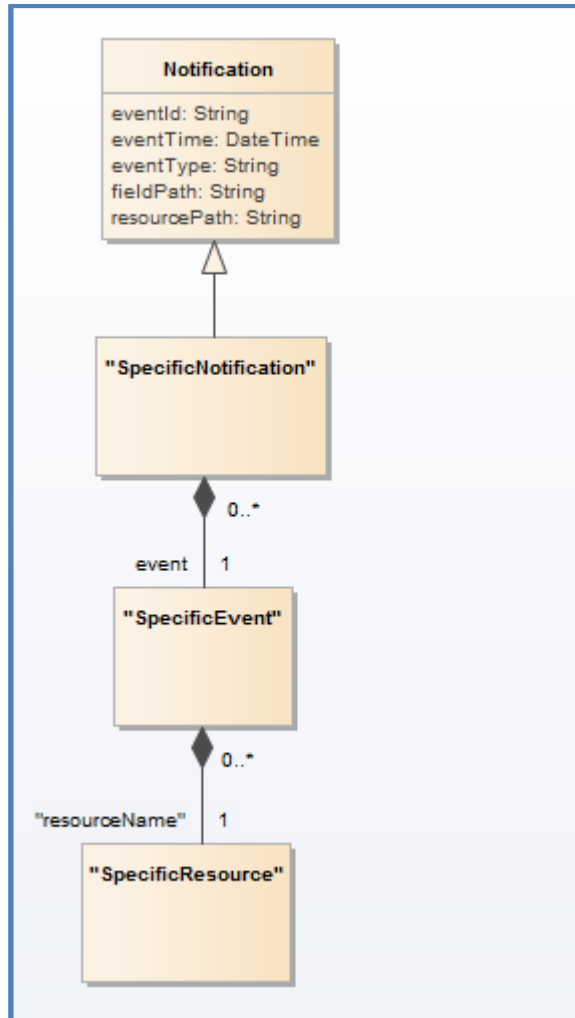 Notification
eventId: String
eventTime: DateTime
eventType: String
fieldPath: String
resourcePath: String
"SpecificNotification"
0..*
event 1
"SpecificEvent"
0..*
"resourceName" 1
"SpecificResource"